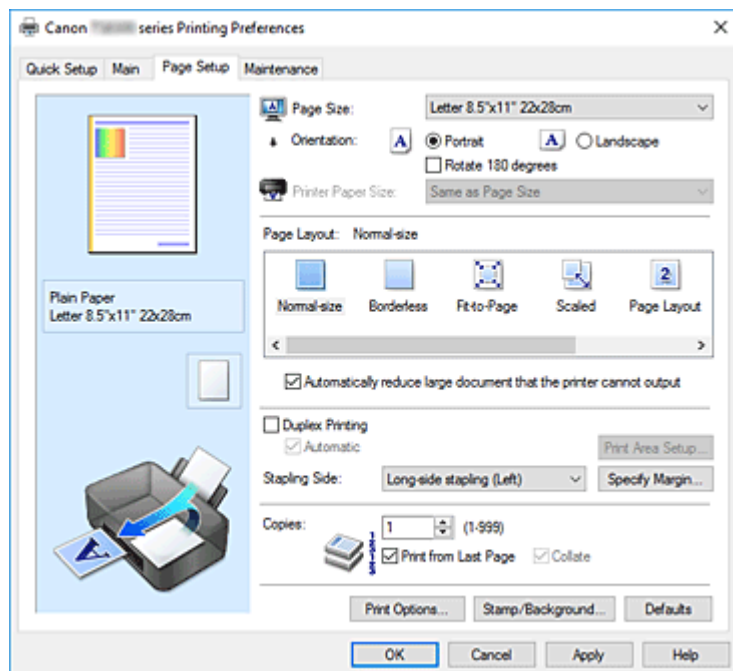 Canon series Printing Preferences
Quick Setup Main Page Setup Maintenance
Page Size: Letter 8.5"x11" 22x28cm
Orientation: A Portrait A Landscape
Rotate 180 degrees
Printer Paper Size: Same as Page Size
Page Layout: Normal-size
Normal-size Borderless Fit-to-Page Scaled Page Layout
Plain Paper
Letter 8.5"x11" 22x28cm
Automatically reduce large document that the printer cannot output
Duplex Printing
Automatic Print Area Setup...
Stapling Side: Long-side stapling (Left) Specify Margin...
Copies: 1 (1-999)
Print from Last Page Collate
Print Options... Stamp/Background... Defaults
OK Cancel Apply Help